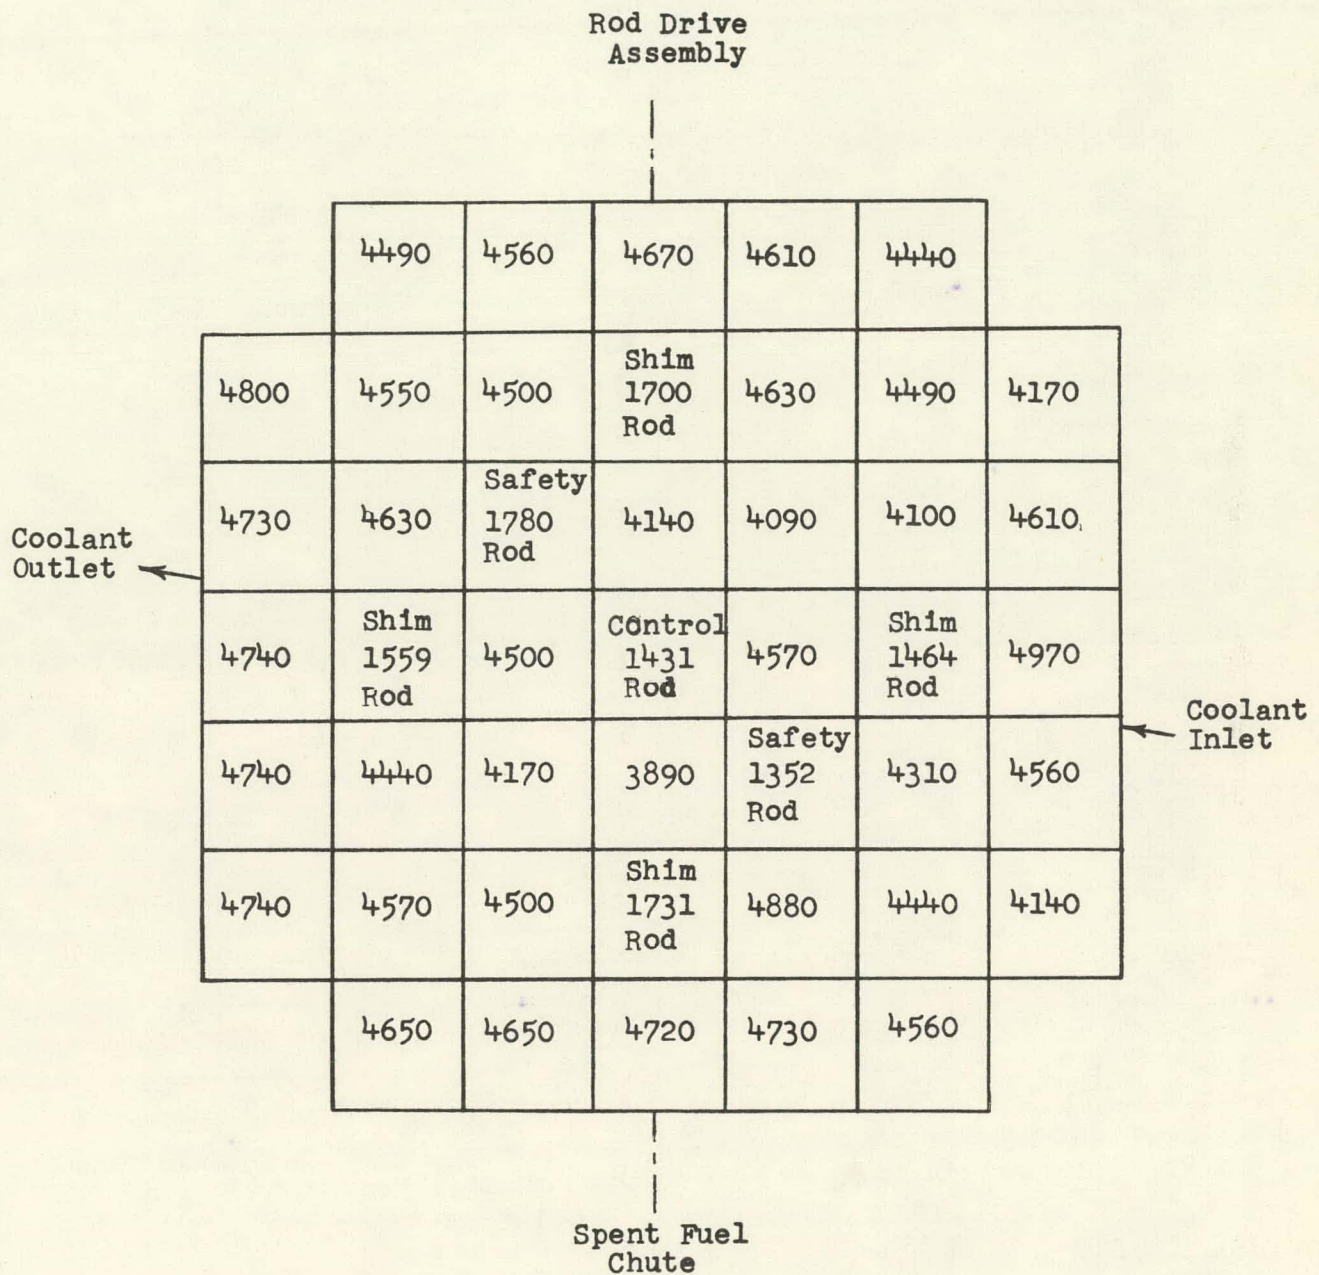 Rod Drive
Assembly
4490 4560 4670 4610 4440
4800 4550 4500 Shim 1700 Rod 4630 4490 4170
4730 4630 Safety 1780 Rod 4140 4090 4100 4610
Coolant
Outlet
4740 Shim 1559 Rod 4500 Control 1431 Rod 4570 Shim 1464 Rod 4970
Coolant
Inlet
4740 4440 4170 3890 Safety 1352 Rod 4310 4560
4740 4570 4500 Shim 1731 Rod 4880 4440 4140
4650 4650 4720 4730 4560
Spent Fuel
Chute